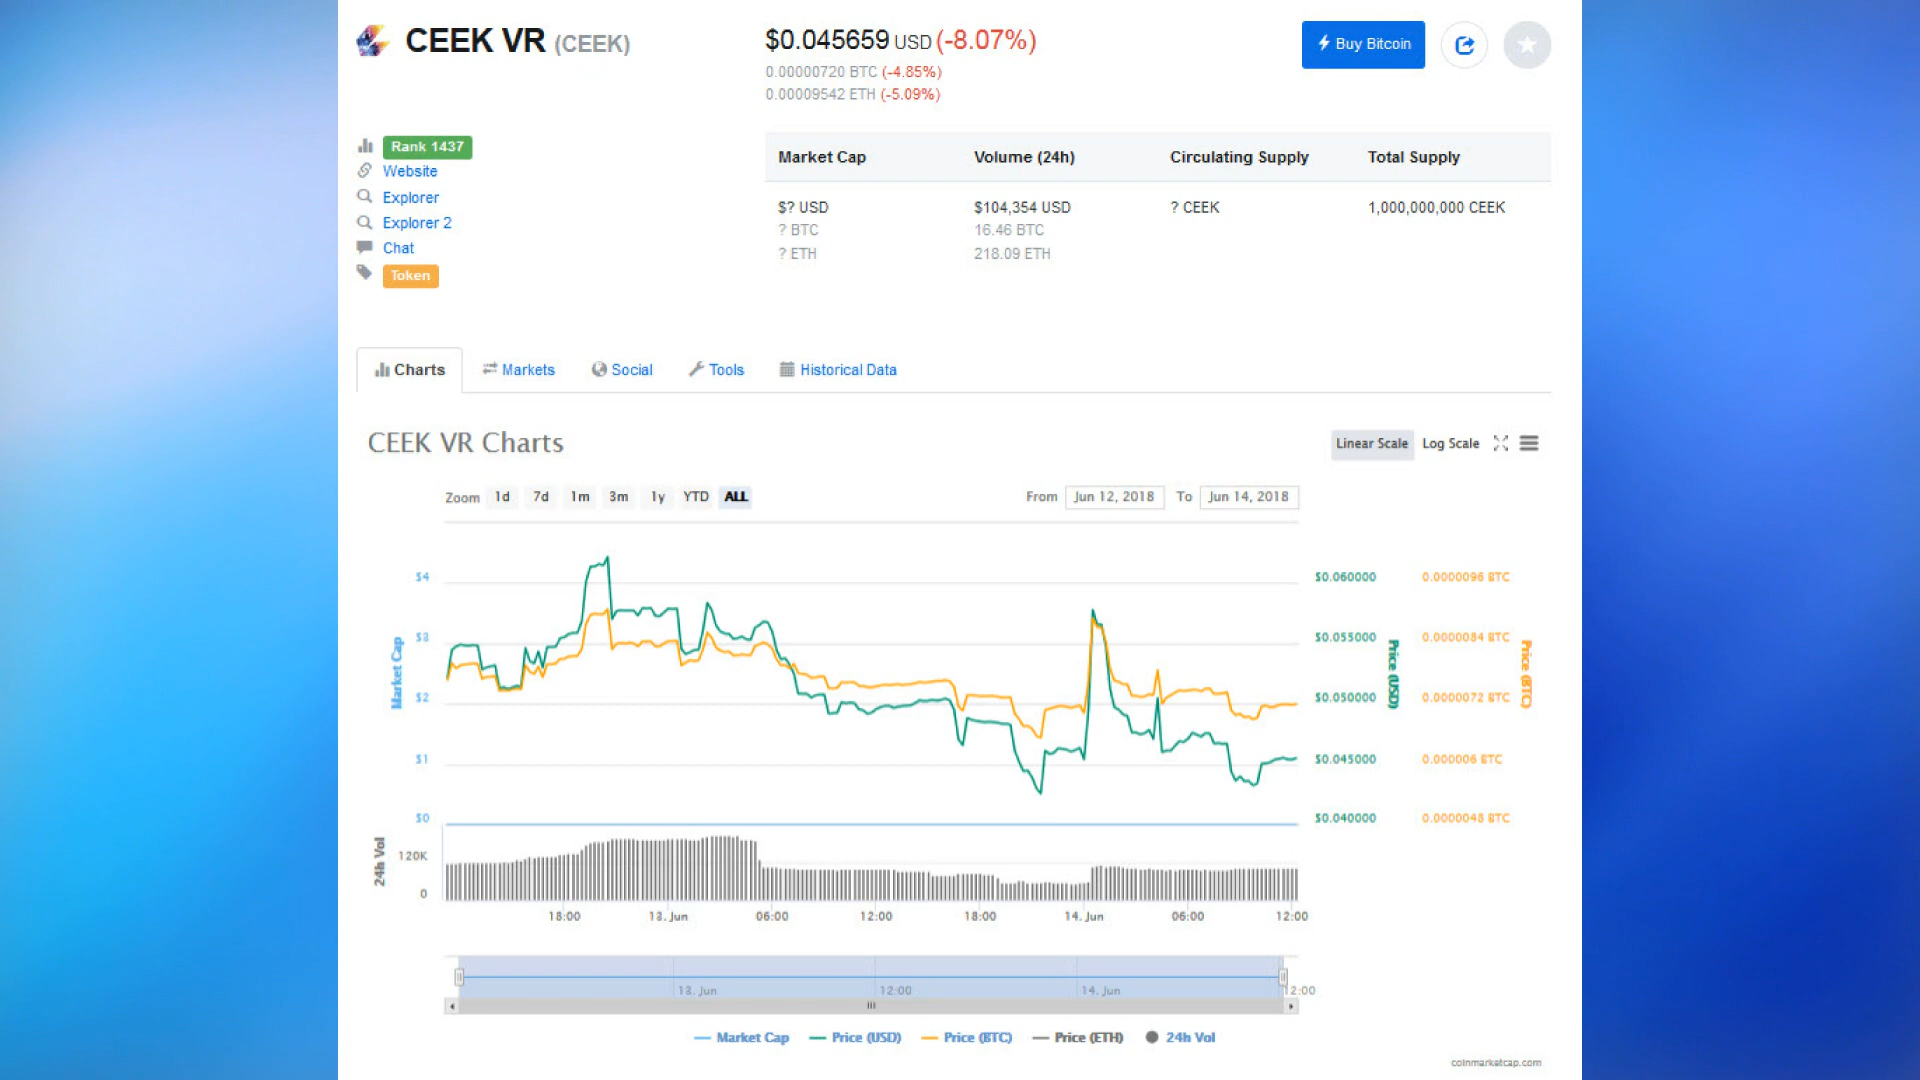 CEEK VR (CEEK)
$0.045659 USD (-8.07%)
0.00000720 BTC (-4.85%)
0.00009542 ETH (-5.09%)
Buy Bitcoin
Rank 1437
Website
Explorer
Explorer 2
Chat
Token
Market Cap Volume (24h) Circulating Supply Total Supply
$? USD $104,354 USD ? CEEK 1,000,000,000 CEEK
? BTC 16.46 BTC
? ETH 218.09 ETH
Charts Markets Social Tools Historical Data
CEEK VR Charts
Linear Scale Log Scale
Zoom 1d 7d 1m 3m 1y YTD ALL
From Jun 12, 2018 To Jun 14, 2018
$4 $0.060000 0.0000096 BTC
$3 $0.055000 0.0000084 BTC
$2 $0.050000 0.0000072 BTC
$1 $0.045000 0.000006 BTC
$0 $0.040000 0.0000048 BTC
Market Cap
Price (USD)
Price (BTC)
24h Vol
120K
0
18:00 13. Jun 06:00 12:00 18:00 14. Jun 06:00 12:00
13. Jun 12:00 14. Jun 12:00
Market Cap Price (USD) Price (BTC) Price (ETH) 24h Vol
coinmarketcap.com